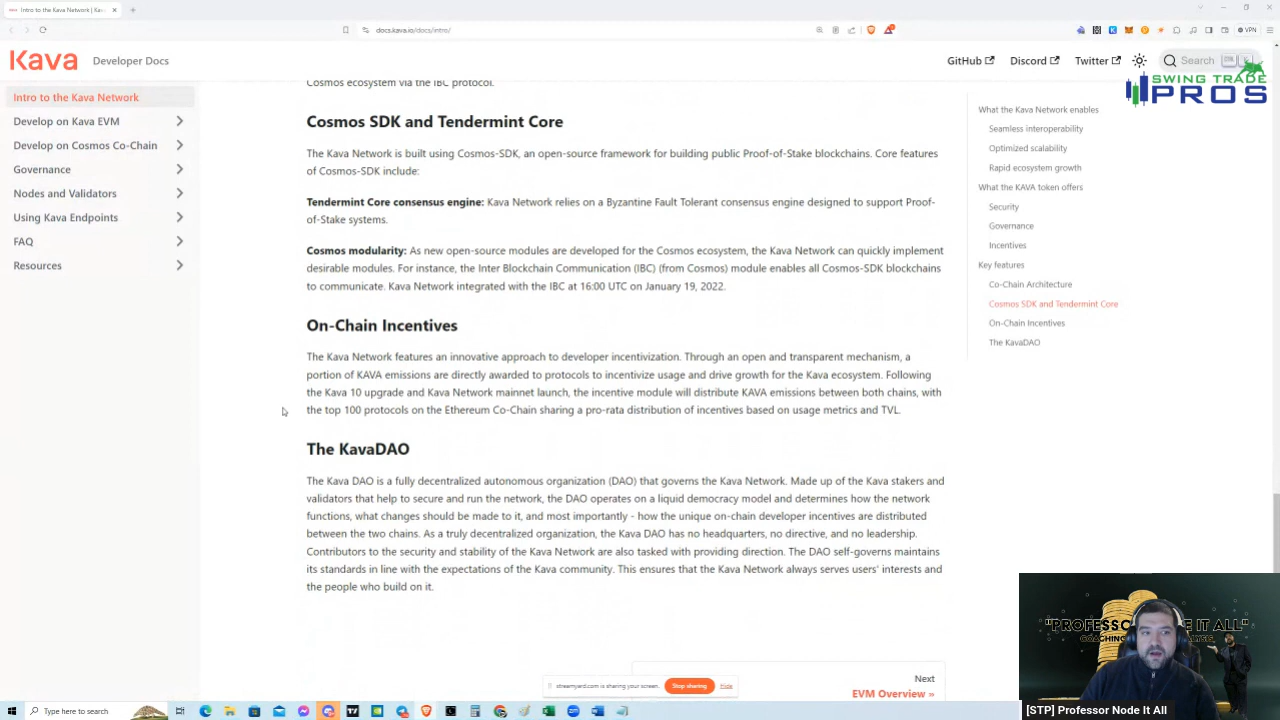 Intro to the Kava Network | Kav
docs.kava.io/docs/intro/
VPN
Kava
Developer Docs
GitHub
Discord
Twitter
Search
SWING TRADE
PROS
Intro to the Kava Network
Develop on Kava EVM
Develop on Cosmos Co-Chain
Governance
Nodes and Validators
Using Kava Endpoints
FAQ
Resources
Cosmos ecosystem via the IBC protocol.
Cosmos SDK and Tendermint Core
The Kava Network is built using Cosmos-SDK, an open-source framework for building public Proof-of-Stake blockchains. Core features
of Cosmos-SDK include:
Tendermint Core consensus engine: Kava Network relies on a Byzantine Fault Tolerant consensus engine designed to support Proof-
of-Stake systems.
Cosmos modularity: As new open-source modules are developed for the Cosmos ecosystem, the Kava Network can quickly implement
desirable modules. For instance, the Inter Blockchain Communication (IBC) (from Cosmos) module enables all Cosmos-SDK blockchains
to communicate. Kava Network integrated with the IBC at 16:00 UTC on January 19, 2022.
On-Chain Incentives
The Kava Network features an innovative approach to developer incentivization. Through an open and transparent mechanism, a
portion of KAVA emissions are directly awarded to protocols to incentivize usage and drive growth for the Kava ecosystem. Following
the Kava 10 upgrade and Kava Network mainnet launch, the incentive module will distribute KAVA emissions between both chains, with
the top 100 protocols on the Ethereum Co-Chain sharing a pro-rata distribution of incentives based on usage metrics and TVL.
The KavaDAO
The Kava DAO is a fully decentralized autonomous organization (DAO) that governs the Kava Network. Made up of the Kava stakers and
validators that help to secure and run the network, the DAO operates on a liquid democracy model and determines how the network
functions, what changes should be made to it, and most importantly - how the unique on-chain developer incentives are distributed
between the two chains. As a truly decentralized organization, the Kava DAO has no headquarters, no directive, and no leadership.
Contributors to the security and stability of the Kava Network are also tasked with providing direction. The DAO self-governs maintains
its standards in line with the expectations of the Kava community. This ensures that the Kava Network always serves users' interests and
the people who build on it.
Next
EVM Overview »
What the Kava Network enables
Seamless interoperability
Optimized scalability
Rapid ecosystem growth
What the KAVA token offers
Security
Governance
Incentives
Key features
Co-Chain Architecture
Cosmos SDK and Tendermint Core
On-Chain Incentives
The KavaDAO
streamyard.com is sharing your screen.
Stop sharing
Hide
Type here to search
[STP] Professor Node It All